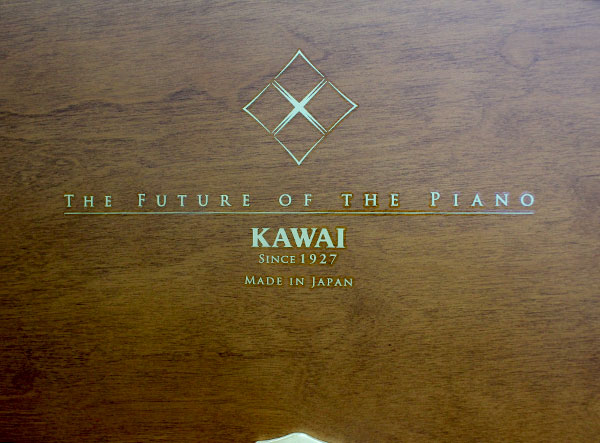 THE FUTURE OF THE PIANO
KAWAI
SINCE 1927
MADE IN JAPAN